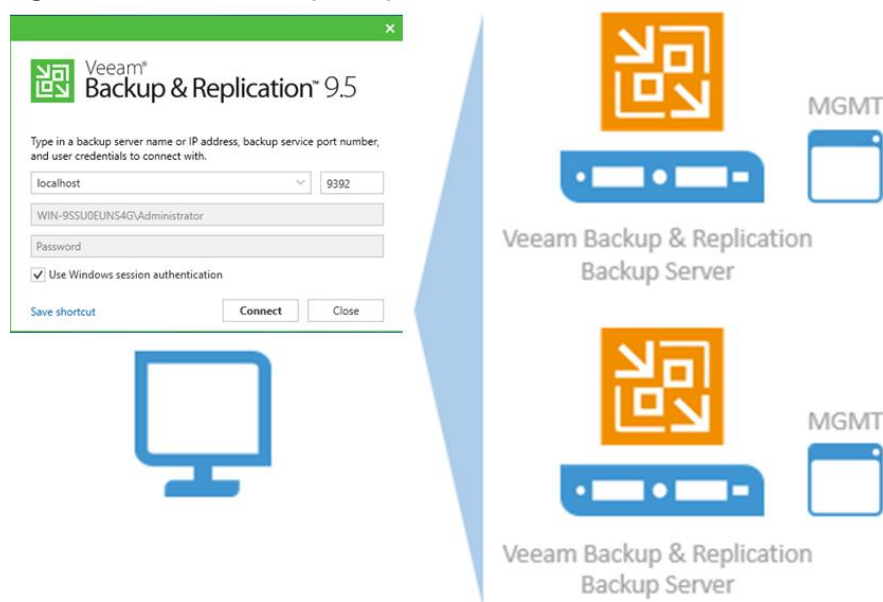 Veeam®
Backup & Replication™ 9.5
Type in a backup server name or IP address, backup service port number,
and user credentials to connect with.
localhost
9392
WIN-9SSU0EUNS4G\Administrator
Password
Use Windows session authentication
Save shortcut
Connect
Close
MGMT
Veeam Backup & Replication
Backup Server
MGMT
Veeam Backup & Replication
Backup Server